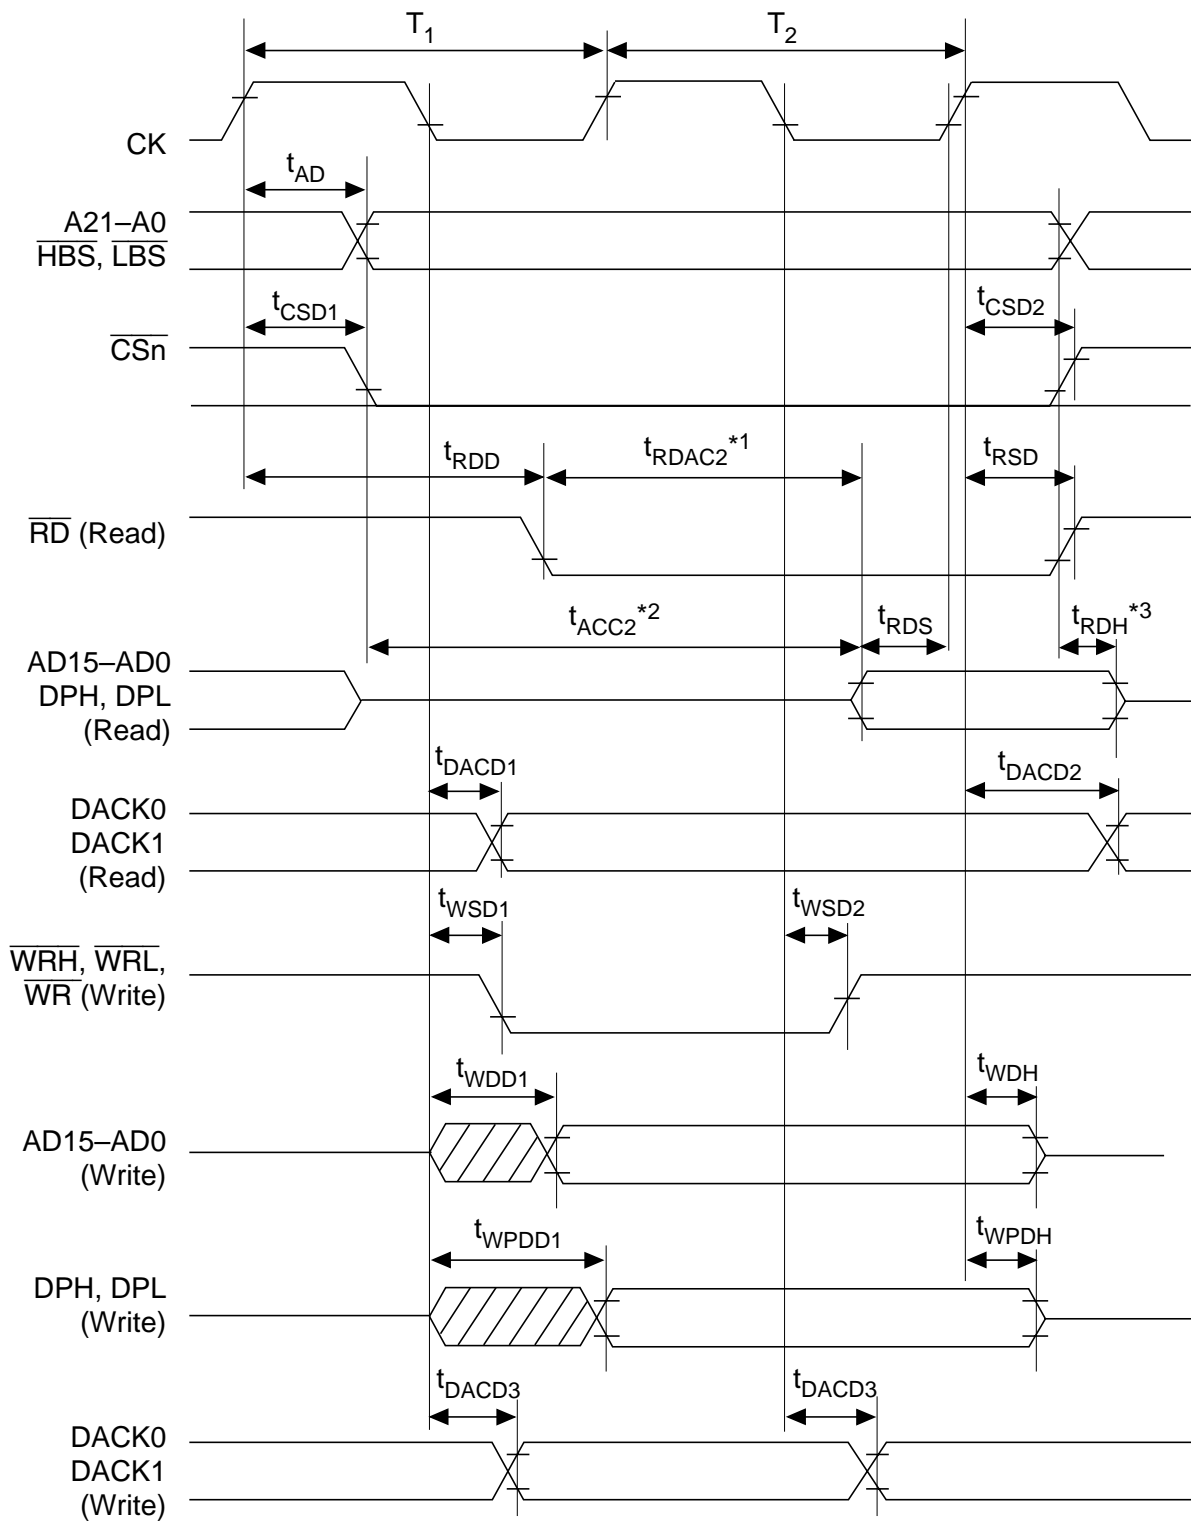 T1 T2
CK
tAD
A21–A0
HBS, LBS
tCSD1 tCSD2
CSn
tRDD tRDAC2*1 tRSD
RD (Read)
tACC2*2 tRDS tRDH*3
AD15–AD0
DPH, DPL
(Read)
tDACD1 tDACD2
DACK0
DACK1
(Read)
tWSD1 tWSD2
WRH, WRL,
WR (Write)
tWDD1 tWDH
AD15–AD0
(Write)
tWPDD1 tWPDH
DPH, DPL
(Write)
tDACD3 tDACD3
DACK0
DACK1
(Write)